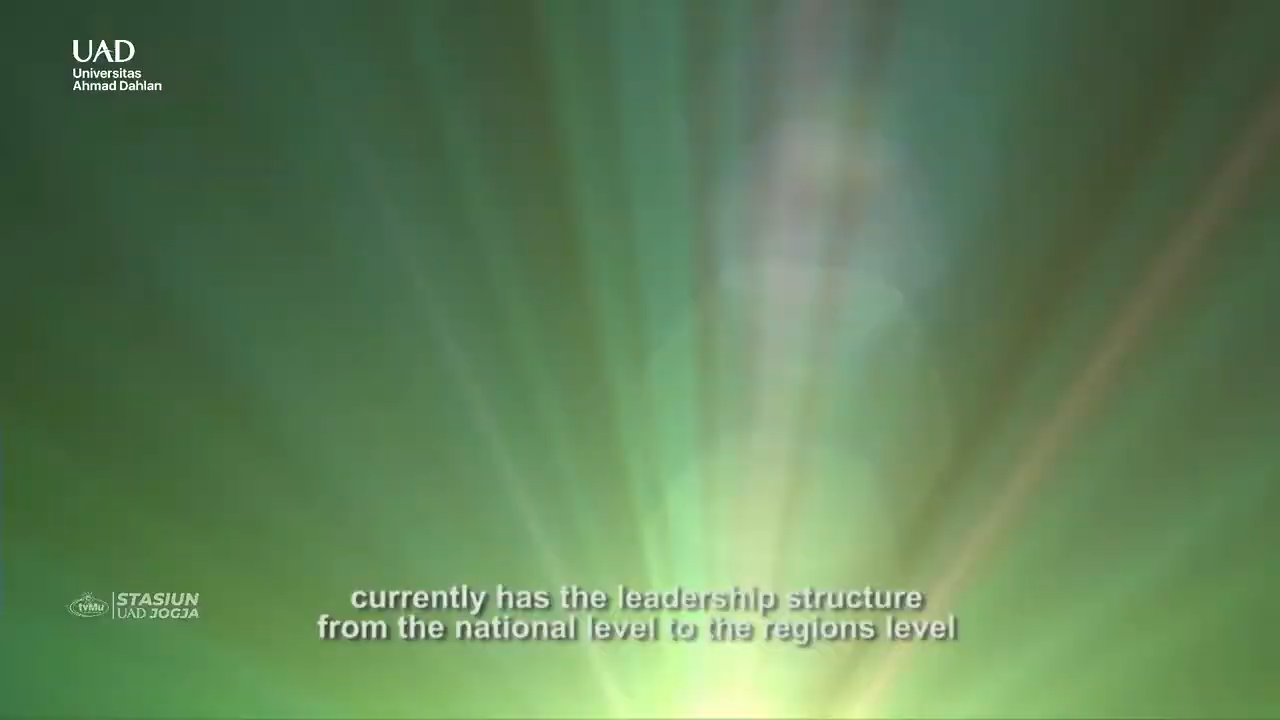 UAD
Universitas
Ahmad Dahlan
currently has the leadership structure
from the national level to the regions level
tvMu
STASIUN
UAD JOGJA